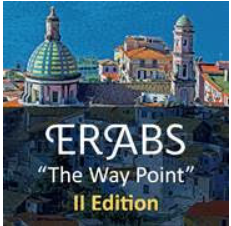 ERABS
"The Way Point"
II Edition